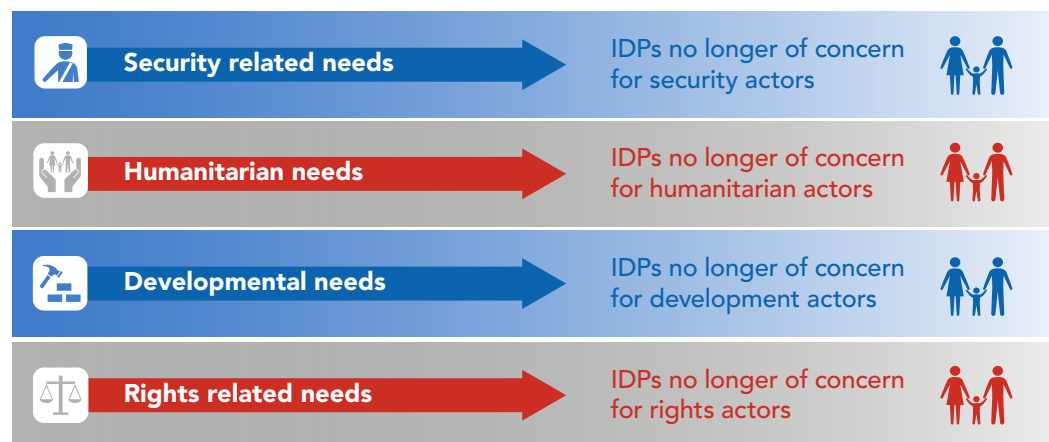 Security related needs
IDPs no longer of concern
for security actors
Humanitarian needs
IDPs no longer of concern
for humanitarian actors
Developmental needs
IDPs no longer of concern
for development actors
Rights related needs
IDPs no longer of concern
for rights actors